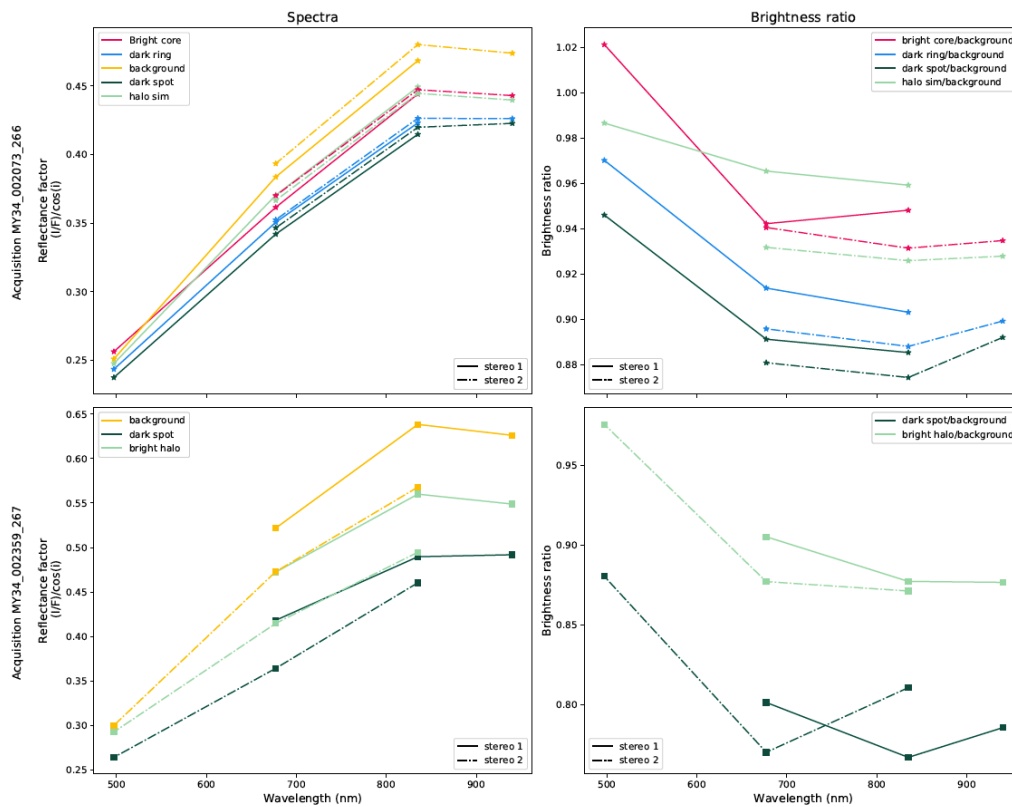 Spectra
Brightness ratio
Acquisition MY34_002073_266
Reflectance factor
(I/F)/cos(i)
0.45
0.40
0.35
0.30
0.25
Bright core
dark ring
background
dark spot
halo sim
stereo 1
stereo 2
Brightness ratio
1.02
1.00
0.98
0.96
0.94
0.92
0.90
0.88
bright core/background
dark ring/background
dark spot/background
halo sim/background
stereo 1
stereo 2
Acquisition MY34_002359_267
Reflectance factor
(I/F)/cos(i)
0.65
0.60
0.55
0.50
0.45
0.40
0.35
0.30
0.25
background
dark spot
bright halo
stereo 1
stereo 2
500 600 700 800 900
Wavelength (nm)
Brightness ratio
0.95
0.90
0.85
0.80
dark spot/background
bright halo/background
stereo 1
stereo 2
500 600 700 800 900
Wavelength (nm)